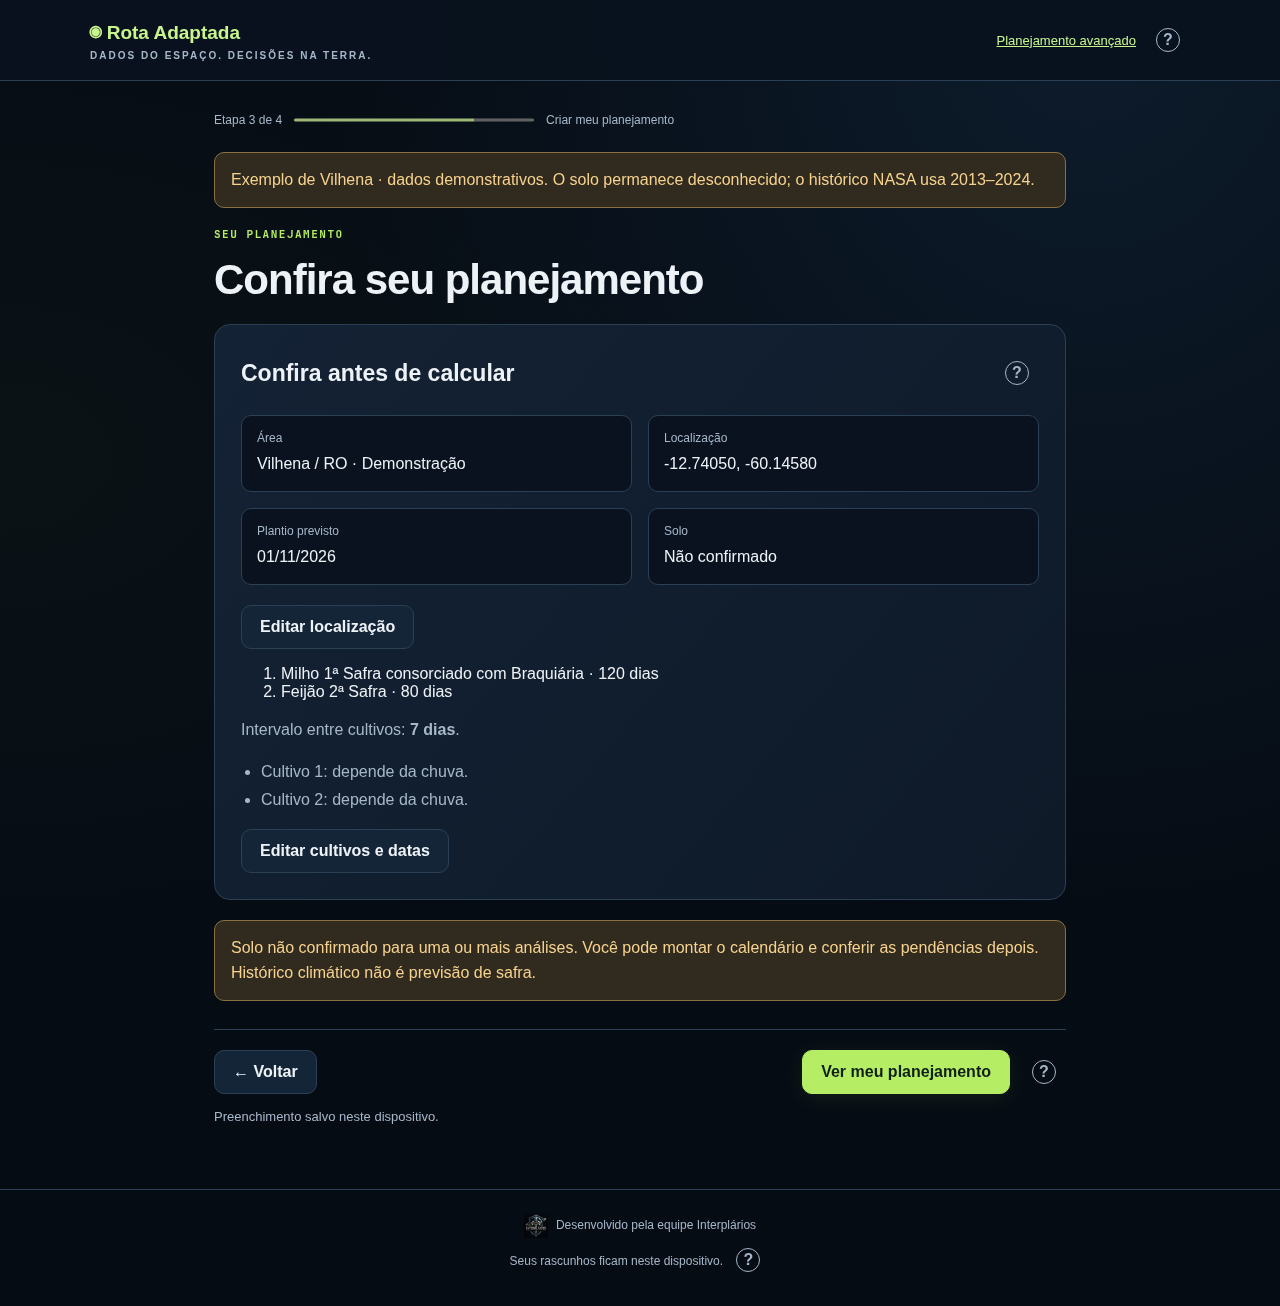 ◉ Rota Adaptada
DADOS DO ESPAÇO. DECISÕES NA TERRA.
Planejamento avançado ?
Etapa 3 de 4 Criar meu planejamento
Exemplo de Vilhena · dados demonstrativos. O solo permanece desconhecido; o histórico NASA usa 2013–2024.
SEU PLANEJAMENTO
Confira seu planejamento
Confira antes de calcular ?
Área
Vilhena / RO · Demonstração
Localização
-12.74050, -60.14580
Plantio previsto
01/11/2026
Solo
Não confirmado
Editar localização
1. Milho 1ª Safra consorciado com Braquiária · 120 dias
2. Feijão 2ª Safra · 80 dias
Intervalo entre cultivos: 7 dias.
• Cultivo 1: depende da chuva.
• Cultivo 2: depende da chuva.
Editar cultivos e datas
Solo não confirmado para uma ou mais análises. Você pode montar o calendário e conferir as pendências depois.
Histórico climático não é previsão de safra.
← Voltar
Ver meu planejamento ?
Preenchimento salvo neste dispositivo.
Desenvolvido pela equipe Interplários
Seus rascunhos ficam neste dispositivo. ?